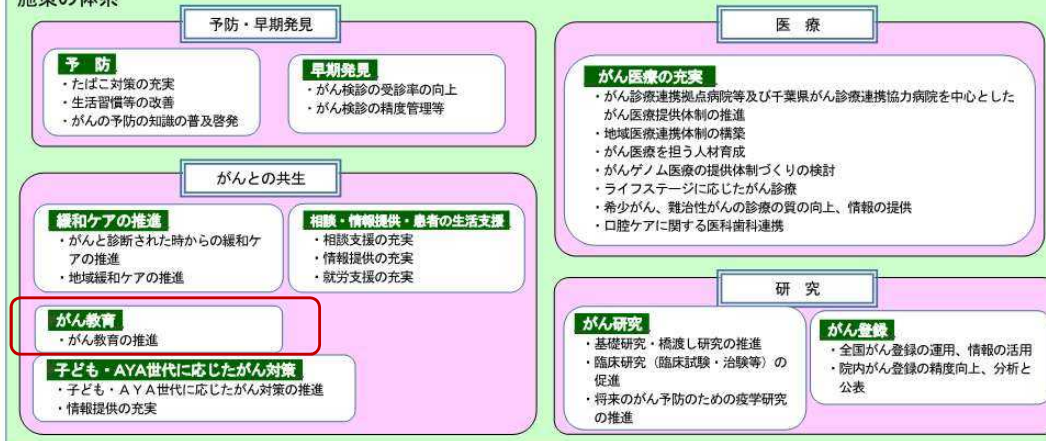 施策の体系
予防・早期発見
予 防
・たばこ対策の充実
・生活習慣等の改善
・がんの予防の知識の普及啓発
早期発見
・がん検診の受診率の向上
・がん検診の精度管理等
がんとの共生
緩和ケアの推進
・がんと診断された時からの緩和ケ
アの推進
・地域緩和ケアの推進
相談・情報提供・患者の生活支援
・相談支援の充実
・情報提供の充実
・就労支援の充実
がん教育
・がん教育の推進
子ども・AYA世代に応じたがん対策
・子ども・ＡＹＡ世代に応じたがん対策の推進
・情報提供の充実
医 療
がん医療の充実
・がん診療連携拠点病院等及び千葉県がん診療連携協力病院を中心とした
がん医療提供体制の推進
・地域医療連携体制の構築
・がん医療を担う人材育成
・がんゲノム医療の提供体制づくりの検討
・ライフステージに応じたがん診療
・希少がん、難治性がんの診療の質の向上、情報の提供
・口腔ケアに関する医科歯科連携
研 究
がん研究
・基礎研究・橋渡し研究の推進
・臨床研究（臨床試験・治験等）の
促進
・将来のがん予防のための疫学研究
の推進
がん登録
・全国がん登録の運用、情報の活用
・院内がん登録の精度向上、分析と
公表